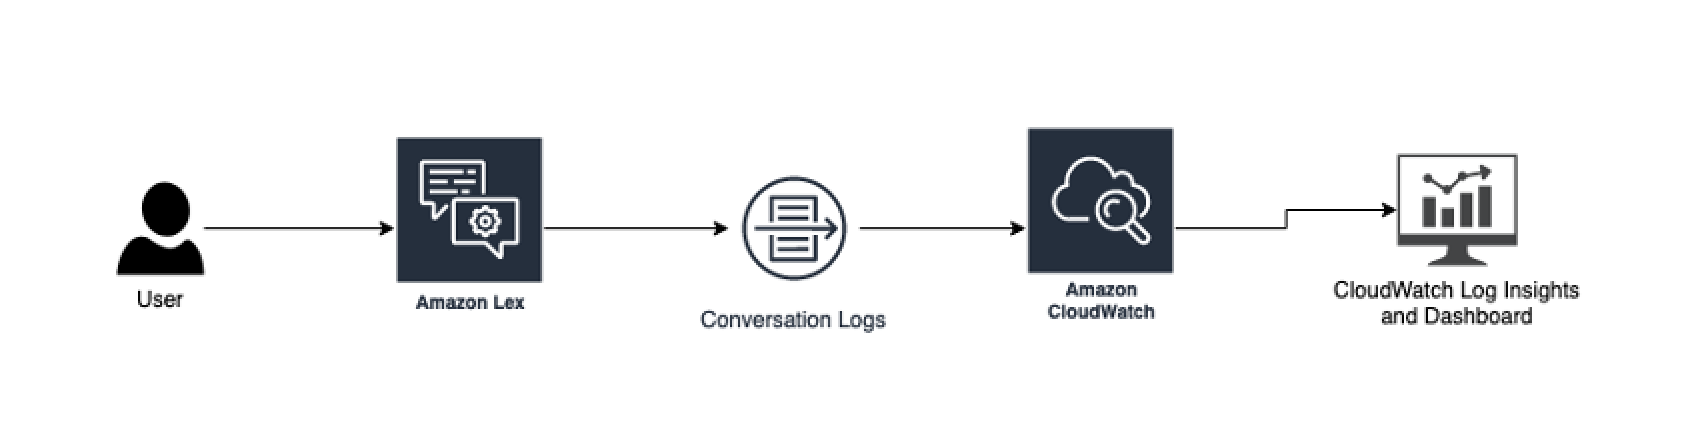 User
Amazon Lex
Conversation Logs
Amazon
CloudWatch
CloudWatch Log Insights
and Dashboard